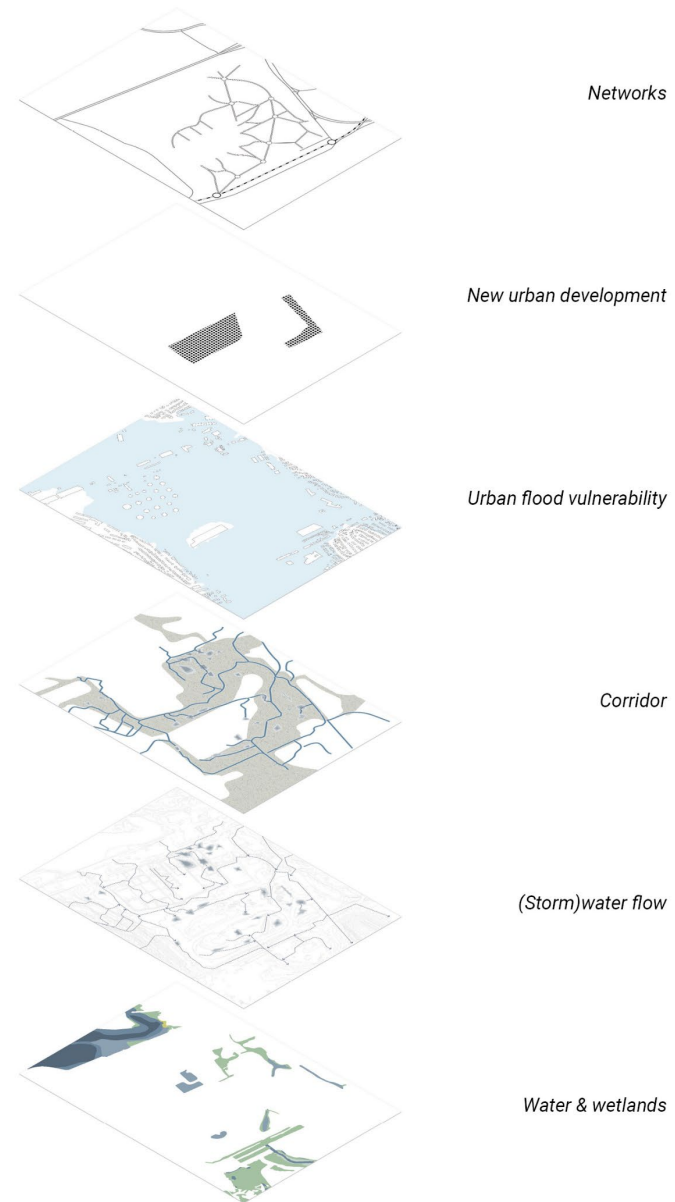 Networks
New urban development
Urban flood vulnerability
Corridor
(Storm)water flow
Water & wetlands